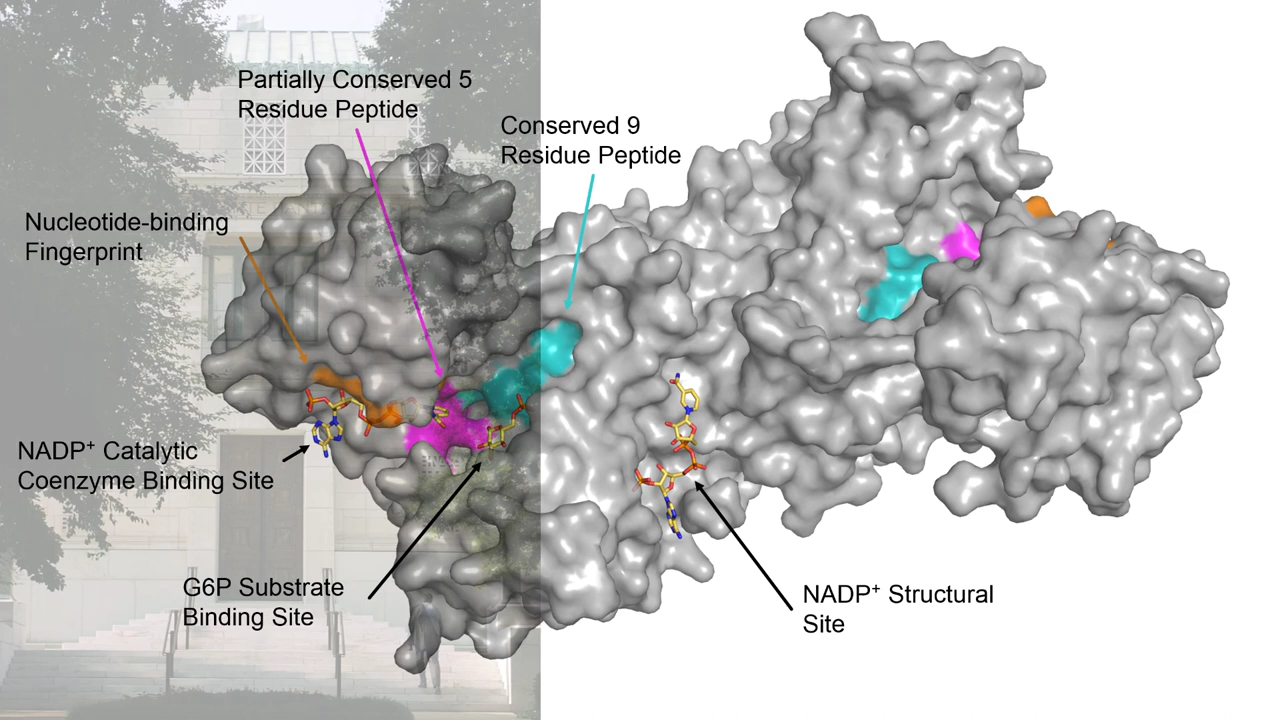 Partially Conserved 5
Residue Peptide
Conserved 9
Residue Peptide
Nucleotide-binding
Fingerprint
NADP⁺ Catalytic
Coenzyme Binding Site
G6P Substrate
Binding Site
NADP⁺ Structural
Site